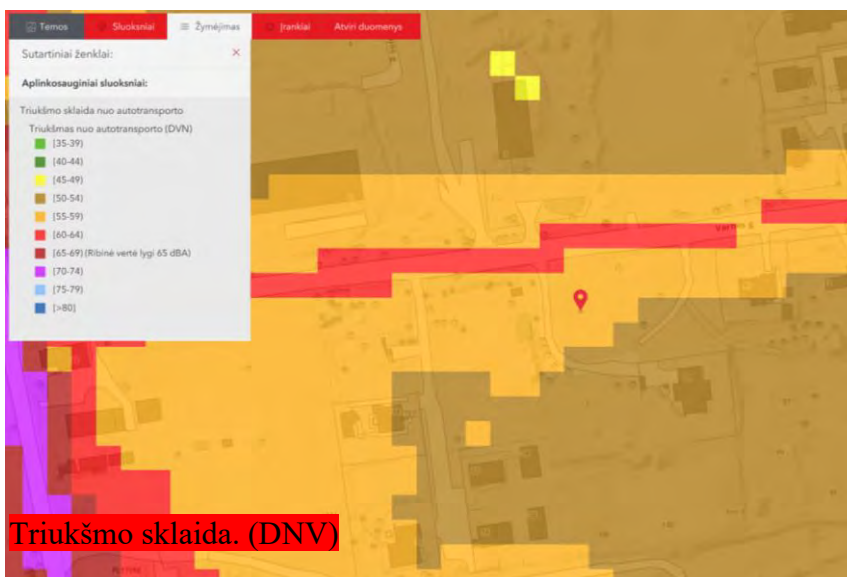 Temos Sluoksniai Žymėjimas Įrankiai Atviri duomenys
Sutartiniai ženklai: ×
Aplinkosauginiai sluoksniai:
Triukšmo sklaida nuo autotransporto
Triukšmas nuo autotransporto (DVN)
[35-39)
[40-44)
[45-49)
[50-54)
[55-59)
[60-64)
[65-69) (Ribinė vertė lygi 65 dBA)
[70-74)
[75-79)
[>80]
Triukšmo sklaida. (DNV)